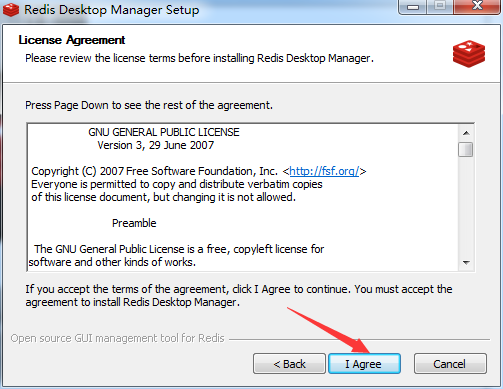 Redis Desktop Manager Setup
License Agreement
Please review the license terms before installing Redis Desktop Manager.
Press Page Down to see the rest of the agreement.
GNU GENERAL PUBLIC LICENSE
Version 3, 29 June 2007
Copyright (C) 2007 Free Software Foundation, Inc. <http://fsf.org/>
Everyone is permitted to copy and distribute verbatim copies
of this license document, but changing it is not allowed.
Preamble
The GNU General Public License is a free, copyleft license for
software and other kinds of works.
If you accept the terms of the agreement, click I Agree to continue. You must accept the
agreement to install Redis Desktop Manager.
Open source GUI management tool for Redis
< Back
I Agree
Cancel